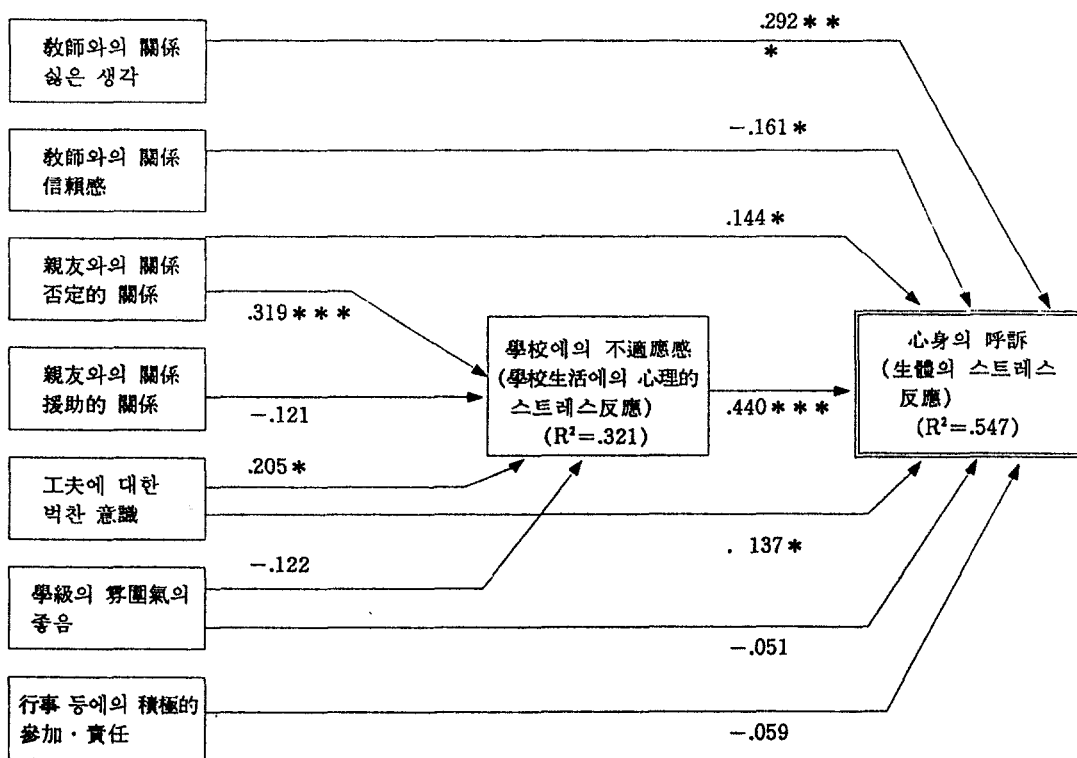 .292**
*
敎師와의 關係
싫은 생각
-.161*
敎師와의 關係
信賴感
.144*
親友와의 關係
否定的 關係
.319***
親友와의 關係
援助的 關係
-.121
學校에의 不適應感
(學校生活에의 心理的
스트레스反應)
(R²=.321)
.440***
心身의 呼訴
(生體의 스트레스
反應)
(R²=.547)
.205*
工夫에 대한
벅찬 意識
. 137*
-.122
學級의 雰圍氣의
좋음
-.051
行事 등에의 積極的
參加·責任
-.059